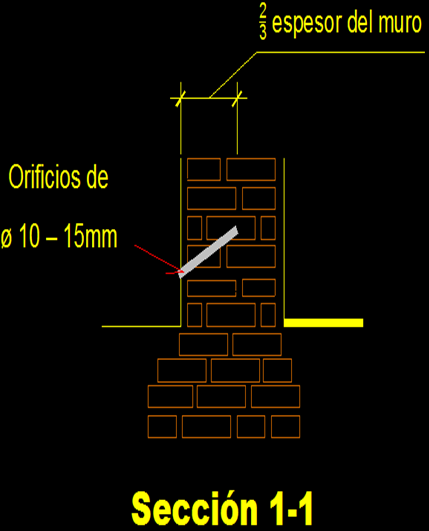 2/3 espesor del muro
Orificios de
ø 10 – 15mm
Sección 1-1